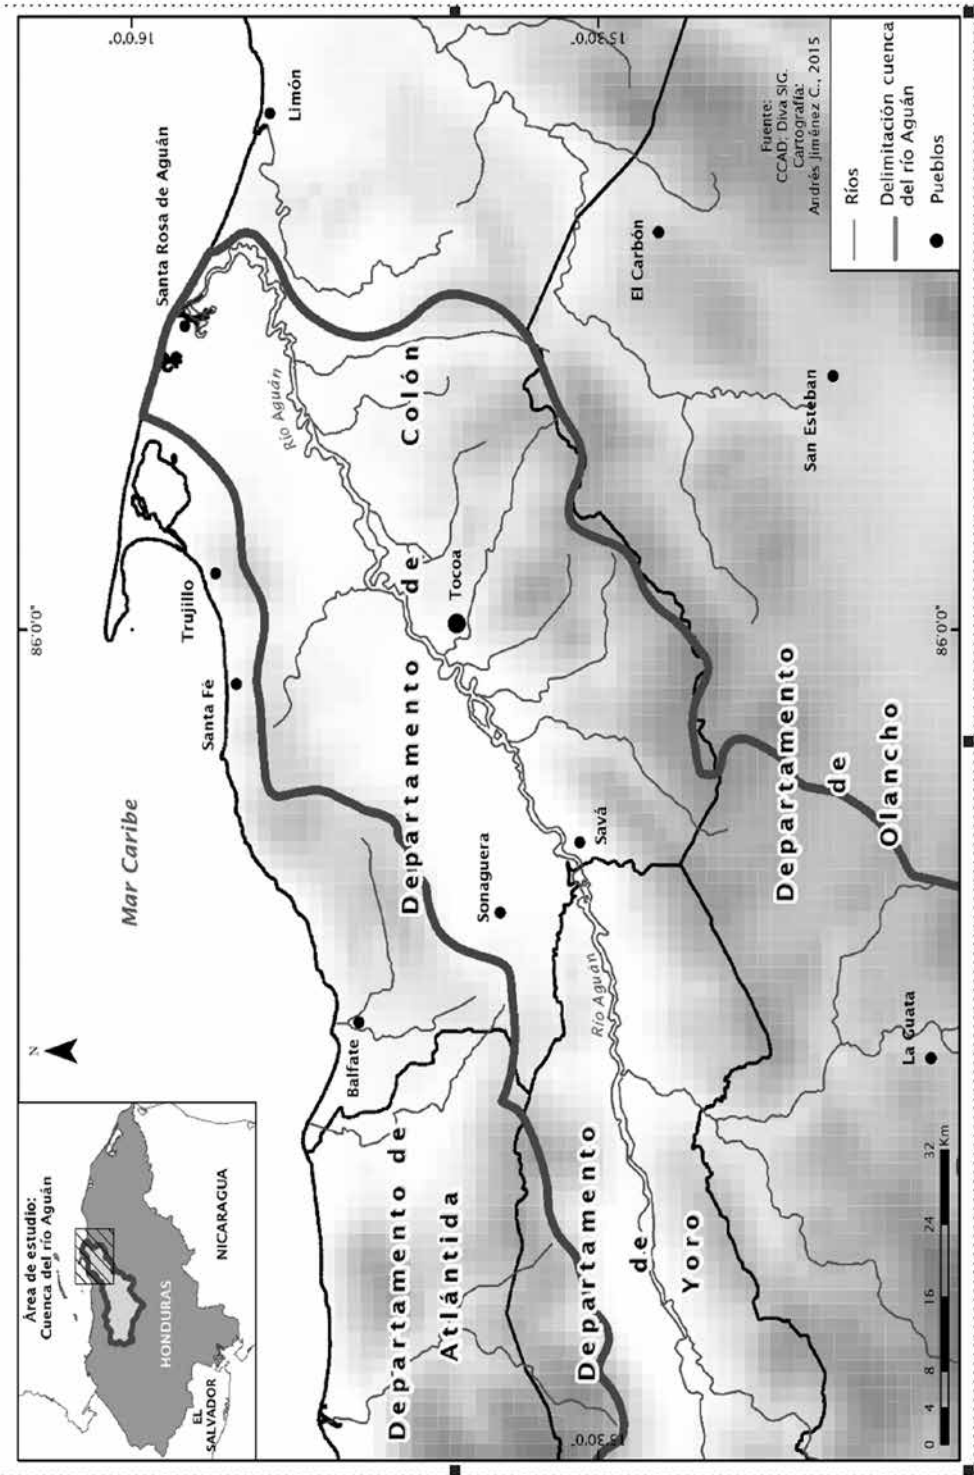 Área de estudio:
Cuenca del río Aguán
HONDURAS
NICARAGUA
EL
SALVADOR
N
Mar Caribe
86°0'0"
16°0'0"
15°30'0"
Balfate
Santa Fé
Trujillo
Santa Rosa de Aguán
Limón
Río Aguán
Departamento de Colón
Departamento de
Atlántida
Sonaguera
Tocoa
Savá
Río Aguán
Departamento
de
Yoro
Departamento
de
Olancho
La Guata
El Carbón
San Esteban
15°30'0"
86°0'0"
0 4 8 16 24 32
Km
Fuente:
CCAD; Diva SIG.
Cartografía:
Andrés Jiménez C., 2015
Ríos
Delimitación cuenca
del río Aguán
Pueblos